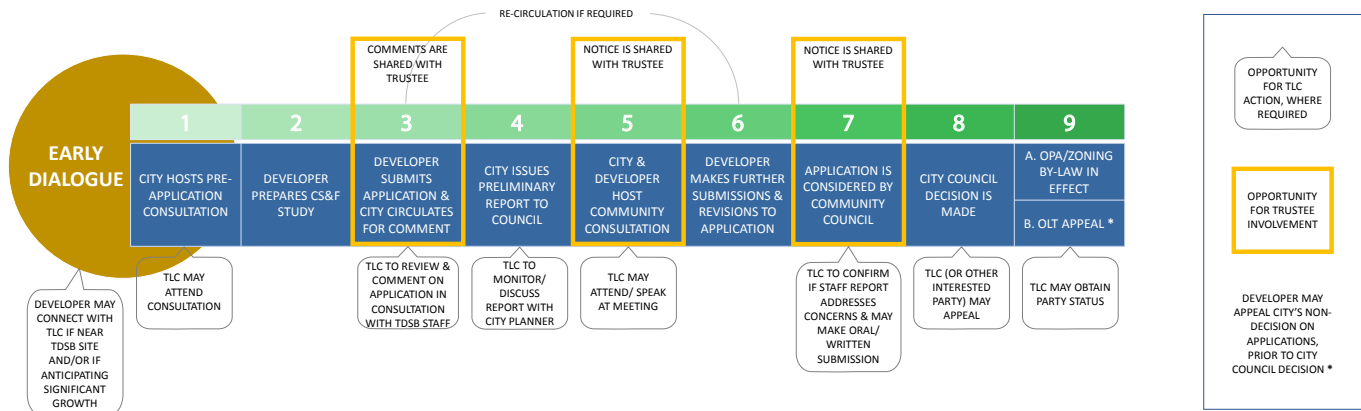 RE-CIRCULATION IF REQUIRED
COMMENTS ARE
SHARED WITH
TRUSTEE
NOTICE IS SHARED
WITH TRUSTEE
NOTICE IS SHARED
WITH TRUSTEE
EARLY
DIALOGUE
1
2
3
4
5
6
7
8
9
CITY HOSTS PRE-
APPLICATION
CONSULTATION
DEVELOPER
PREPARES CS&F
STUDY
DEVELOPER
SUBMITS
APPLICATION &
CITY CIRCULATES
FOR COMMENT
CITY ISSUES
PRELIMINARY
REPORT TO
COUNCIL
CITY &
DEVELOPER
HOST
COMMUNITY
CONSULTATION
DEVELOPER
MAKES FURTHER
SUBMISSIONS &
REVISIONS TO
APPLICATION
APPLICATION IS
CONSIDERED BY
COMMUNITY
COUNCIL
CITY COUNCIL
DECISION IS
MADE
A. OPA/ZONING
BY-LAW IN
EFFECT
B. OLT APPEAL *
DEVELOPER MAY
CONNECT WITH
TLC IF NEAR
TDSB SITE
AND/OR IF
ANTICIPATING
SIGNIFICANT
GROWTH
TLC MAY
ATTEND
CONSULTATION
TLC TO REVIEW &
COMMENT ON
APPLICATION IN
CONSULTATION
WITH TDSB STAFF
TLC TO
MONITOR/
DISCUSS
REPORT WITH
CITY PLANNER
TLC MAY
ATTEND/ SPEAK
AT MEETING
TLC TO CONFIRM
IF STAFF REPORT
ADDRESSES
CONCERNS & MAY
MAKE ORAL/
WRITTEN
SUBMISSION
TLC (OR OTHER
INTERESTED
PARTY) MAY
APPEAL
TLC MAY OBTAIN
PARTY STATUS
OPPORTUNITY
FOR TLC
ACTION, WHERE
REQUIRED
OPPORTUNITY
FOR TRUSTEE
INVOLVEMENT
DEVELOPER MAY
APPEAL CITY'S NON-
DECISION ON
APPLICATIONS,
PRIOR TO CITY
COUNCIL DECISION *